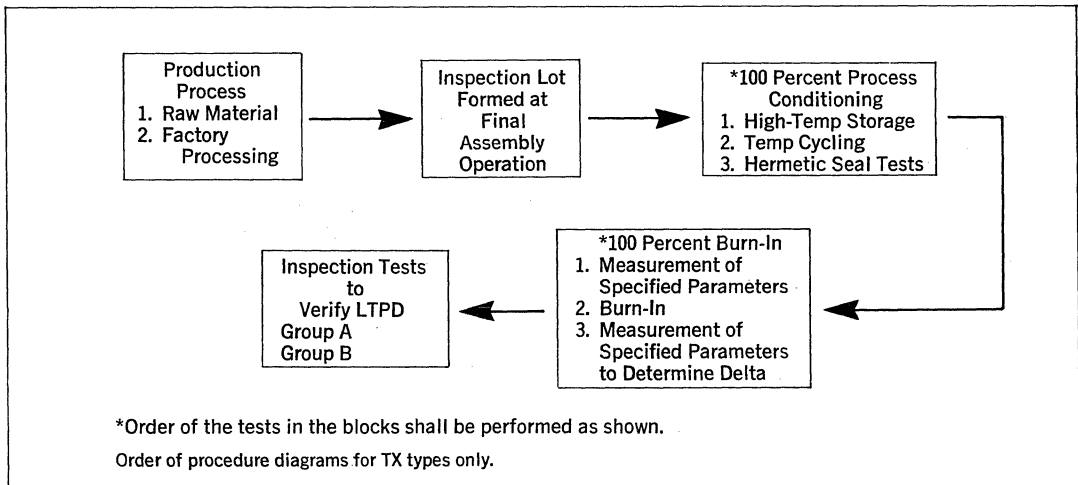 Production
Process
1. Raw Material
2. Factory
Processing
Inspection Lot
Formed at
Final
Assembly
Operation
*100 Percent Process
Conditioning
1. High-Temp Storage
2. Temp Cycling
3. Hermetic Seal Tests
*100 Percent Burn-In
1. Measurement of
Specified Parameters
2. Burn-In
3. Measurement of
Specified Parameters
to Determine Delta
Inspection Tests
to
Verify LTPD
Group A
Group B
*Order of the tests in the blocks shall be performed as shown.
Order of procedure diagrams for TX types only.